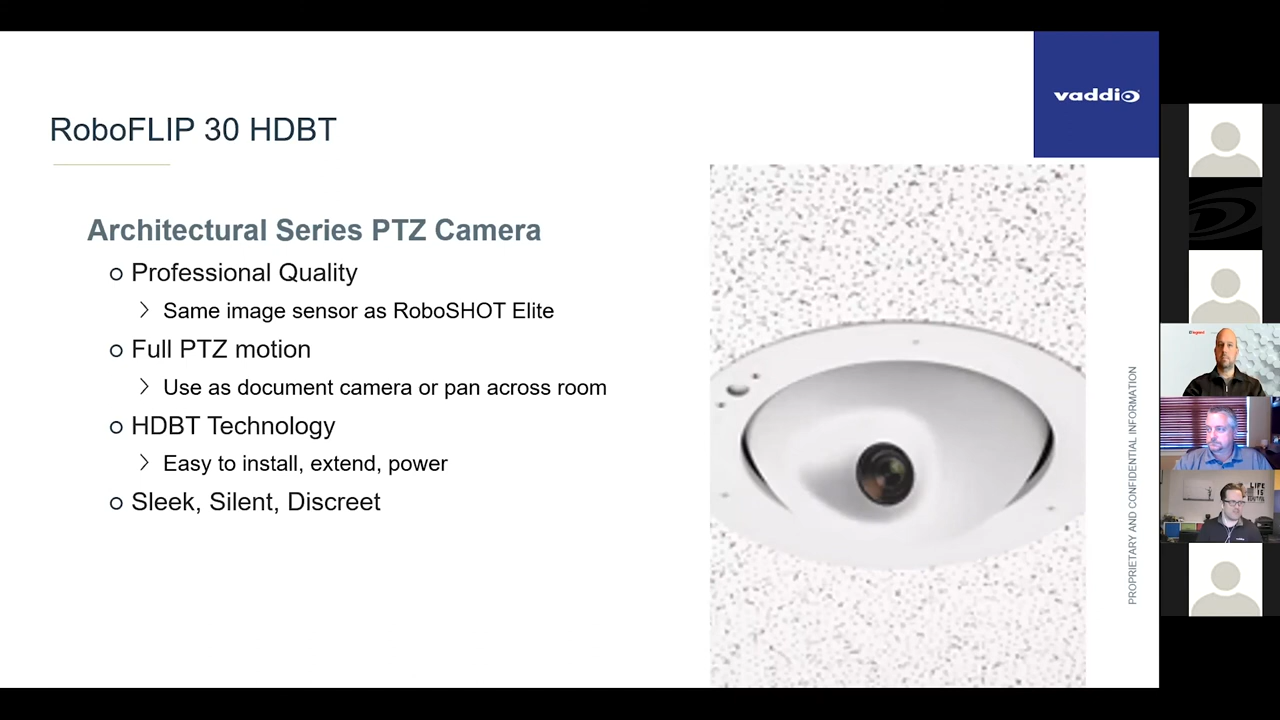 RoboFLIP 30 HDBT
vaddio
Architectural Series PTZ Camera
Professional Quality
Same image sensor as RoboSHOT Elite
Full PTZ motion
Use as document camera or pan across room
HDBT Technology
Easy to install, extend, power
Sleek, Silent, Discreet
PROPRIETARY AND CONFIDENTIAL INFORMATION
LIFE
IS